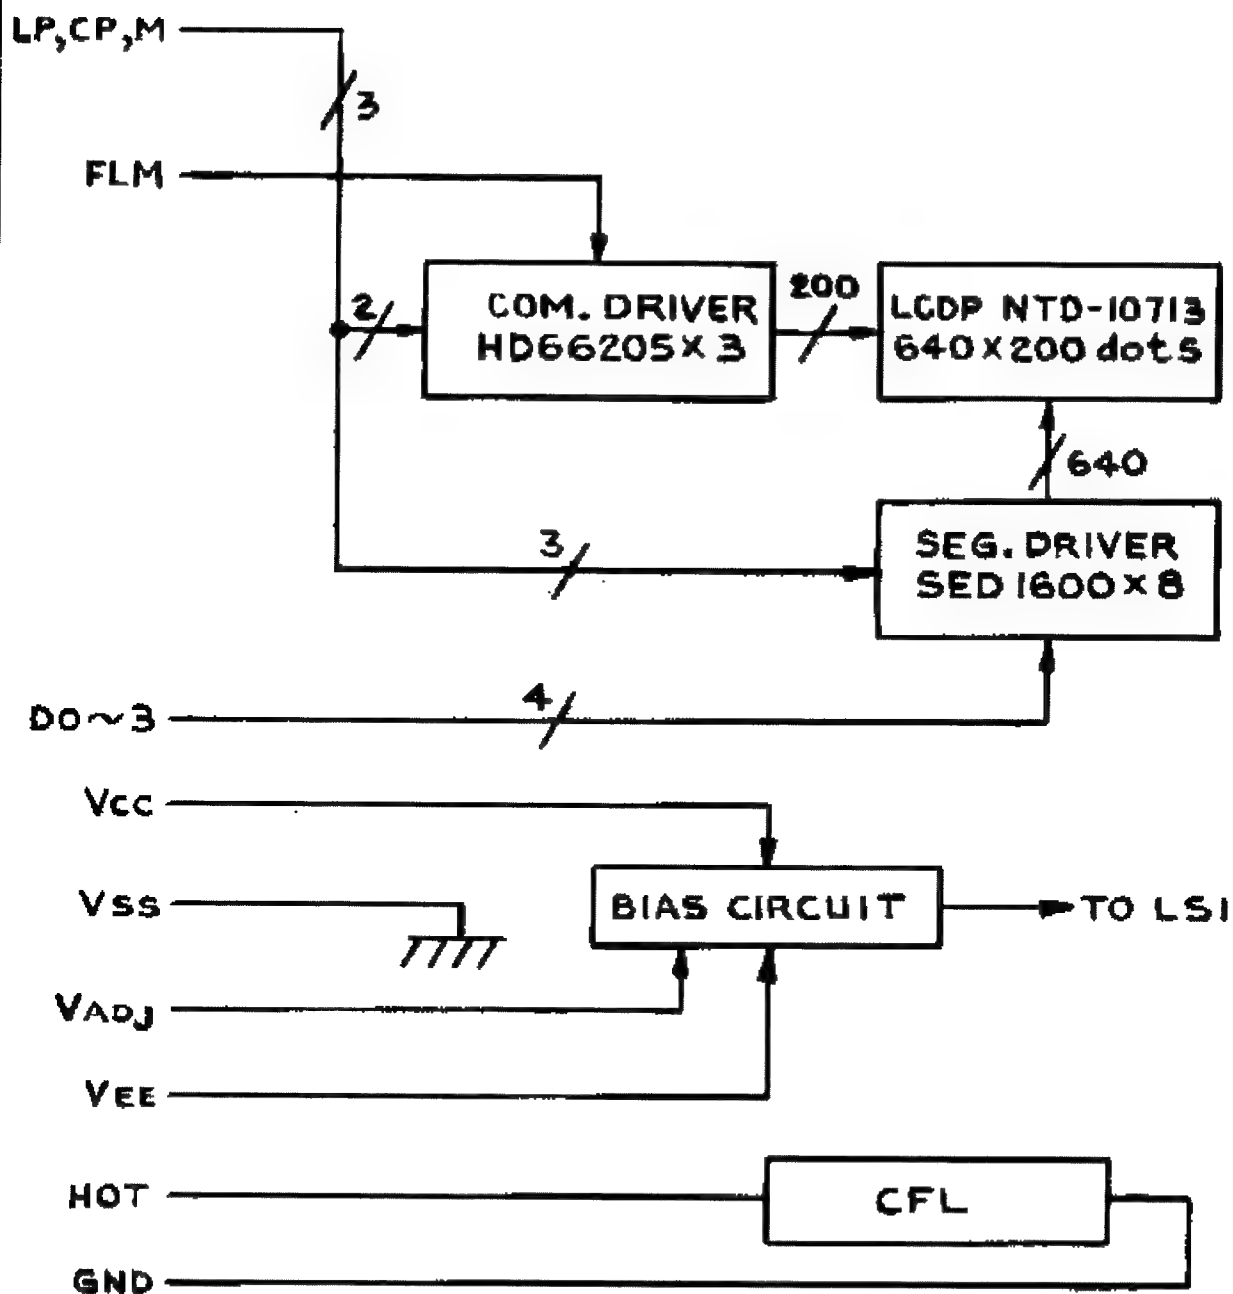 LP,CP,M
3
FLM
2
COM. DRIVER
HD66205×3
200
LCDP NTD-10713
640×200 dots
640
3
SEG. DRIVER
SED1600×8
4
D0~3
VCC
VSS
BIAS CIRCUIT
TO LSI
VADJ
VEE
HOT
CFL
GND